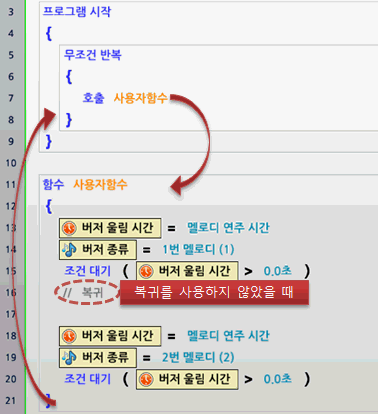 3 프로그램 시작
4 {
5 무조건 반복
6 {
7 호출 사용자함수
8 }
9 }
10
11 함수 사용자함수
12 {
13 버저 울림 시간 = 멜로디 연주 시간
14 버저 종류 = 1번 멜로디 (1)
15 조건 대기 ( 버저 울림 시간 > 0.0초 )
16 // 복귀 복귀를 사용하지 않았을 때
17
18 버저 울림 시간 = 멜로디 연주 시간
19 버저 종류 = 2번 멜로디 (2)
20 조건 대기 ( 버저 울림 시간 > 0.0초 )
21 }